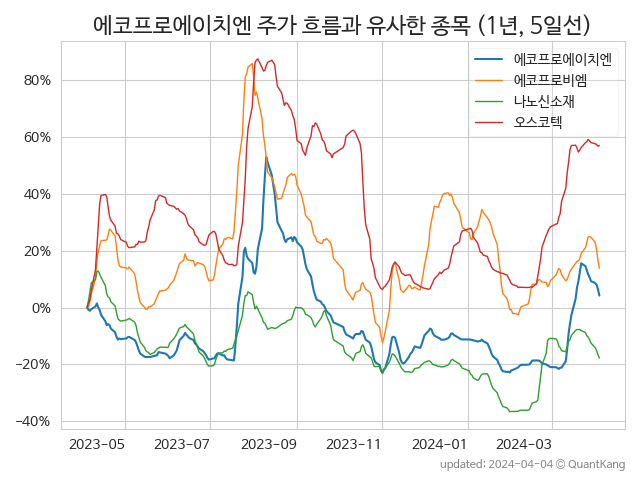 에코프로에이치엔 주가 흐름과 유사한 종목 (1년, 5일선)
에코프로에이치엔
에코프로비엠
나노신소재
오스코텍
80%
60%
40%
20%
0%
−20%
−40%
2023-05 2023-07 2023-09 2023-11 2024-01 2024-03
updated: 2024-04-04 © QuantKang